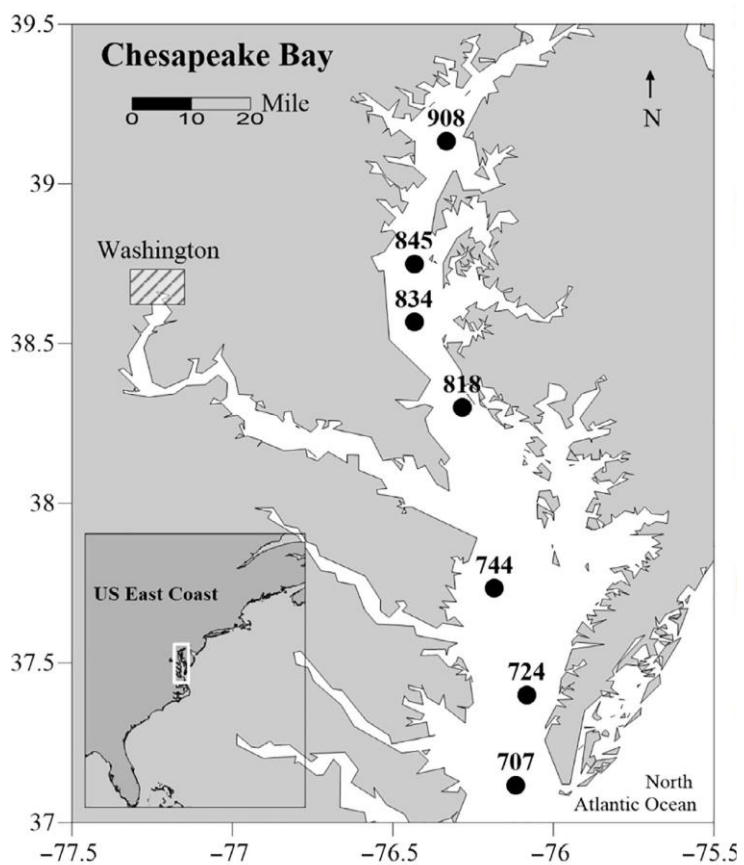 39.5
Chesapeake Bay
Mile
0 10 20
N
908
39
845
Washington
834
38.5
818
38
744
US East Coast
37.5
724
707
North
Atlantic Ocean
37
-77.5 -77 -76.5 -76 -75.5